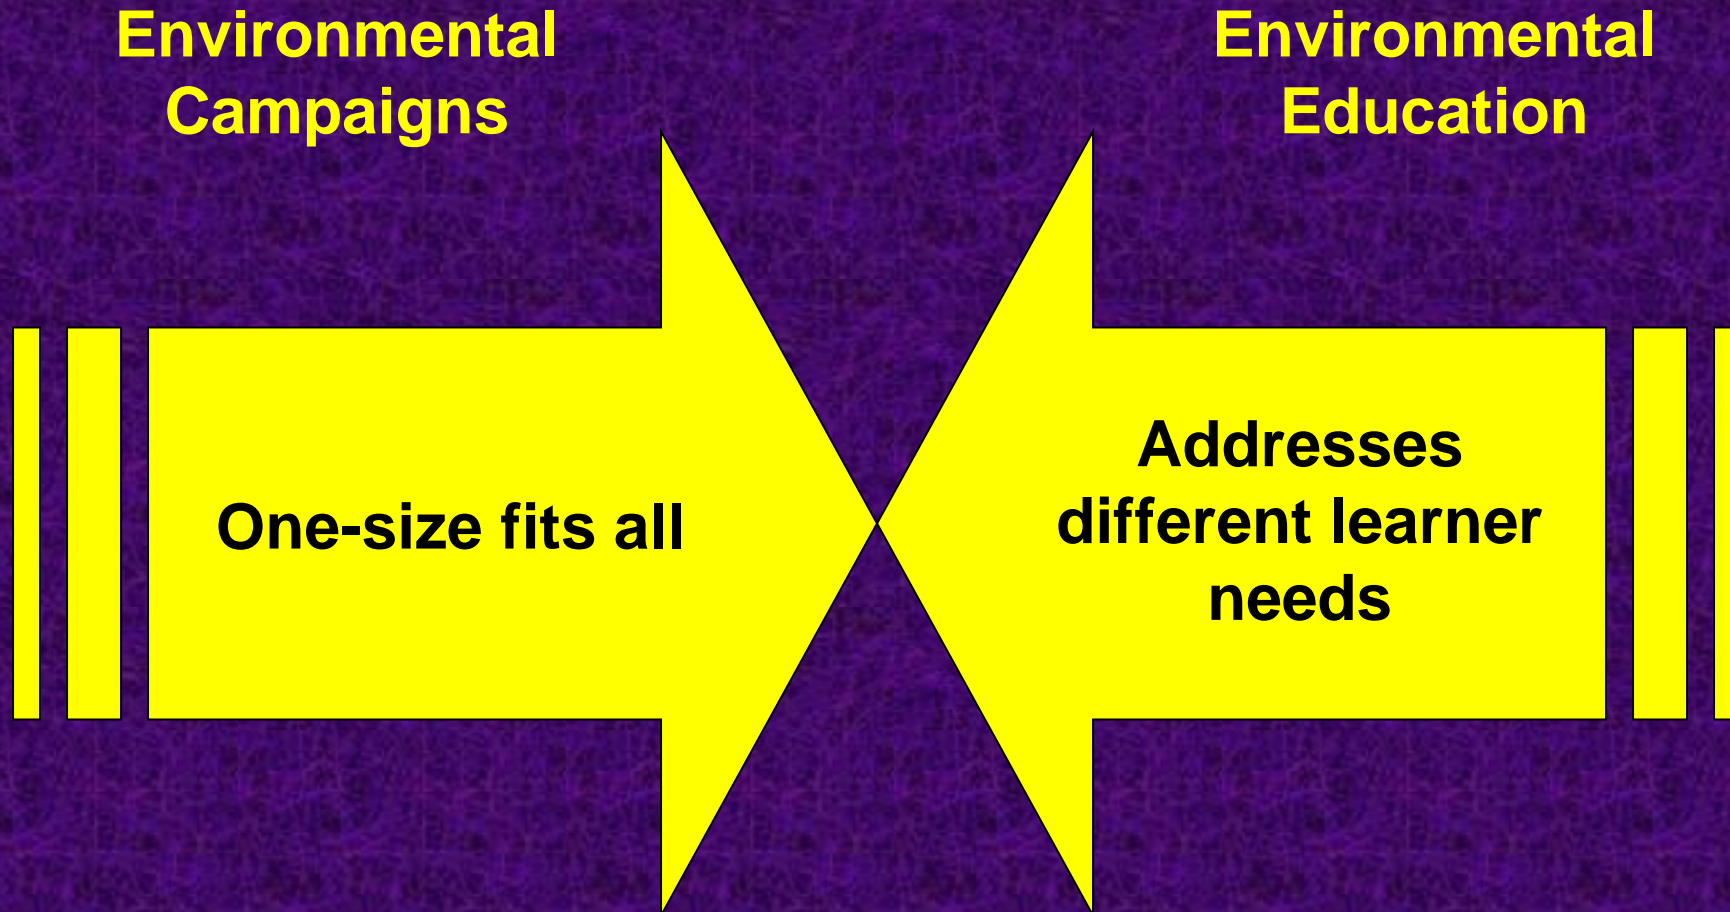 Environmental
Campaigns
Environmental
Education
One-size fits all
Addresses
different learner
needs